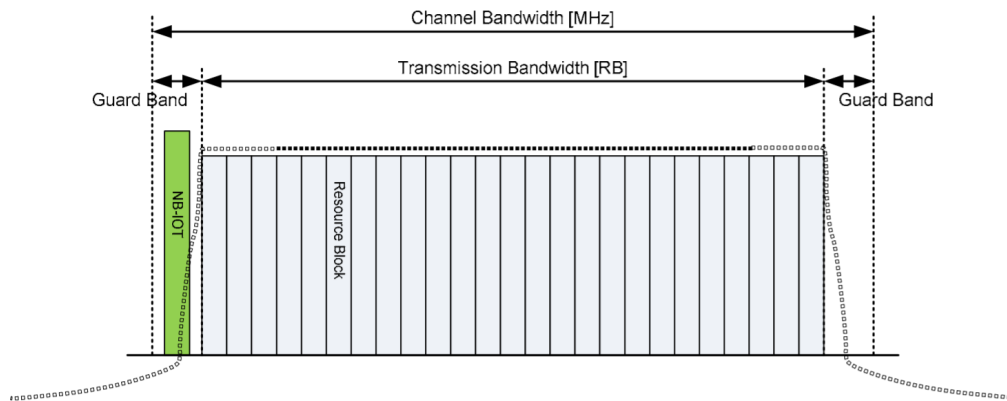 Channel Bandwidth [MHz]
Transmission Bandwidth [RB]
Guard Band
Guard Band
NB-IOT
Resource Block